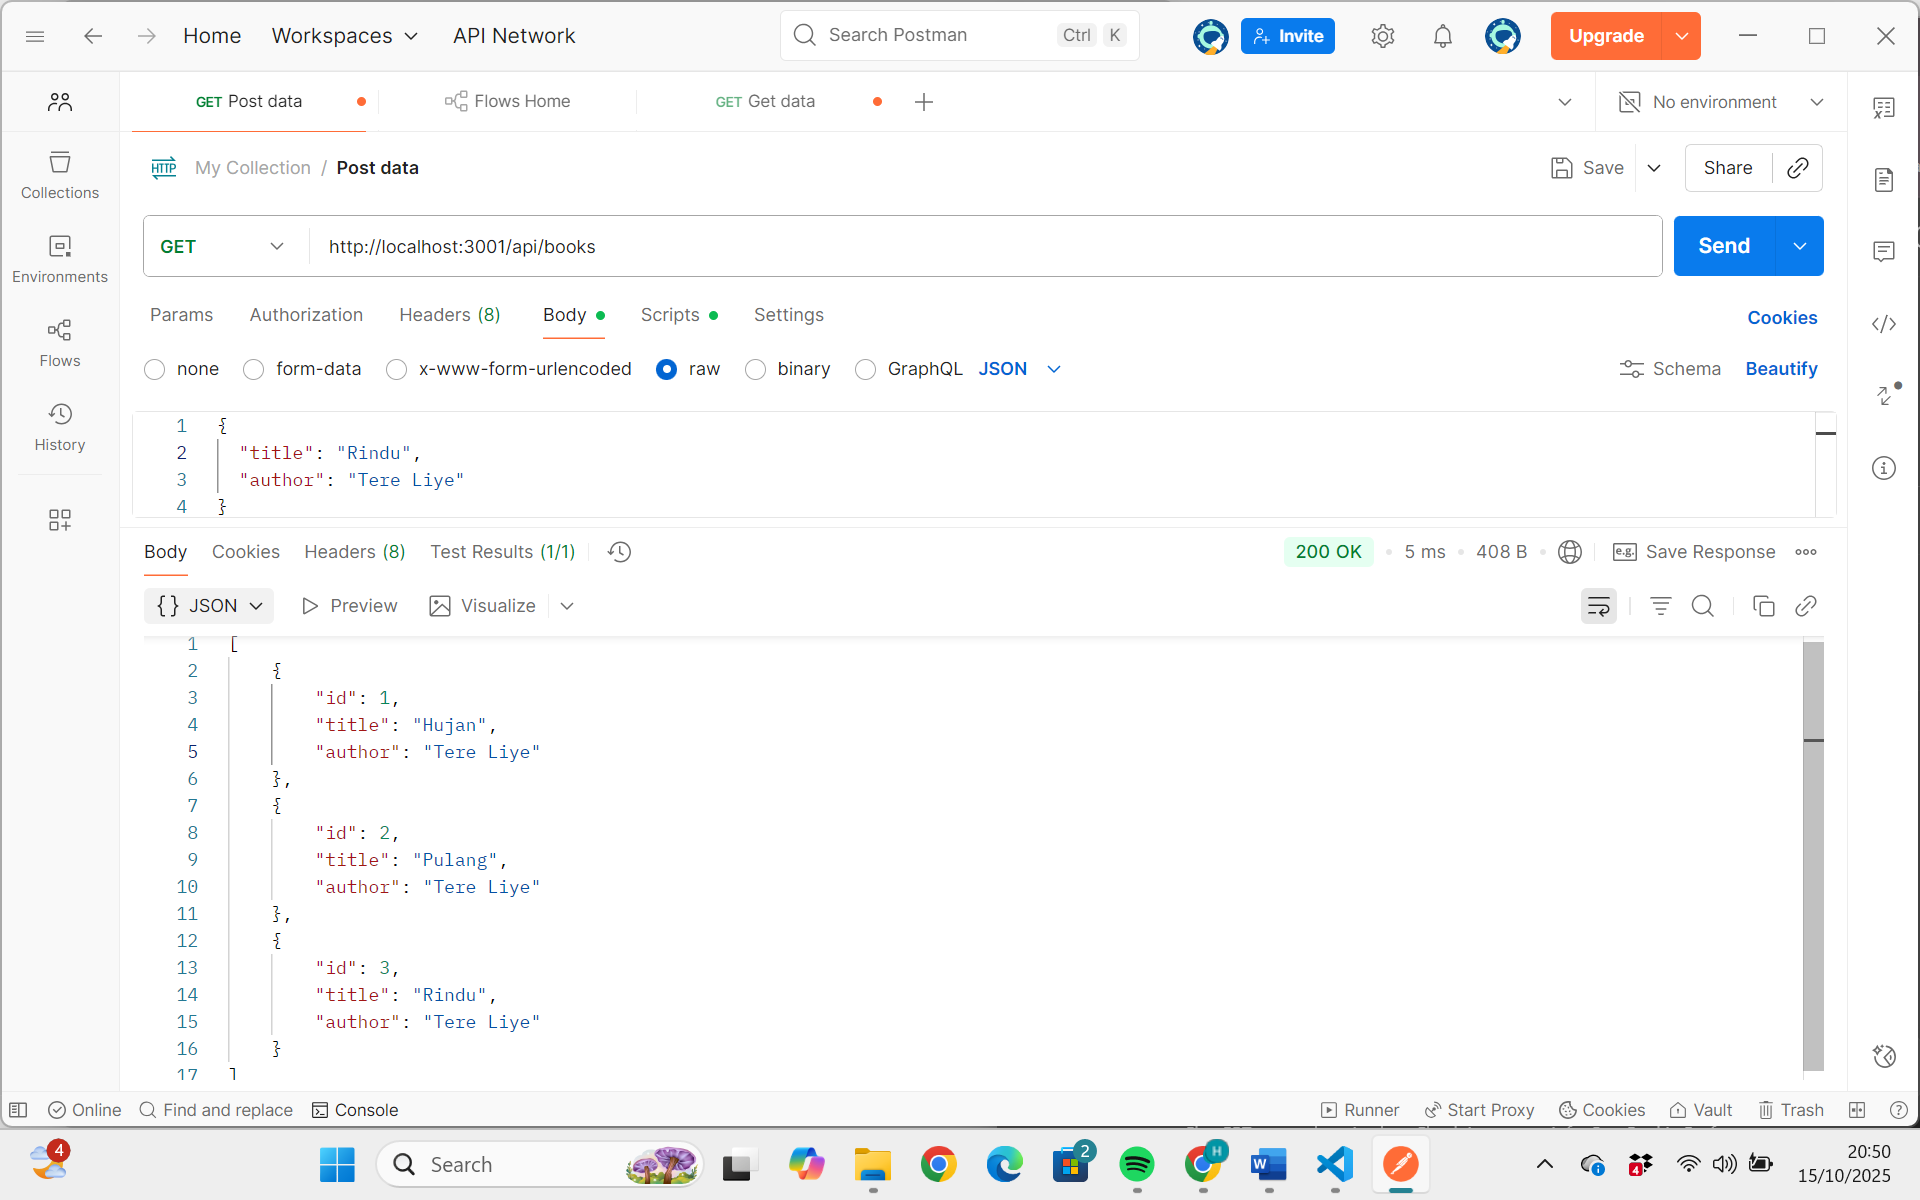 Home Workspaces API Network Search Postman Ctrl K Invite Upgrade
GET Post data Flows Home GET Get data No environment
HTTP My Collection / Post data Save Share
GET http://localhost:3001/api/books Send
Params Authorization Headers (8) Body Scripts Settings Cookies
none form-data x-www-form-urlencoded raw binary GraphQL JSON Schema Beautify
Collections
Environments
Flows
History
1 {
2 "title": "Rindu",
3 "author": "Tere Liye"
4 }
Body Cookies Headers (8) Test Results (1/1) 200 OK 5 ms 408 B e.g. Save Response
{} JSON Preview Visualize
1 [
2 {
3 "id": 1,
4 "title": "Hujan",
5 "author": "Tere Liye"
6 },
7 {
8 "id": 2,
9 "title": "Pulang",
10 "author": "Tere Liye"
11 },
12 {
13 "id": 3,
14 "title": "Rindu",
15 "author": "Tere Liye"
16 }
17 ]
Online Find and replace Console Runner Start Proxy Cookies Vault Trash
4 Search 2 H W 4 20:50
15/10/2025